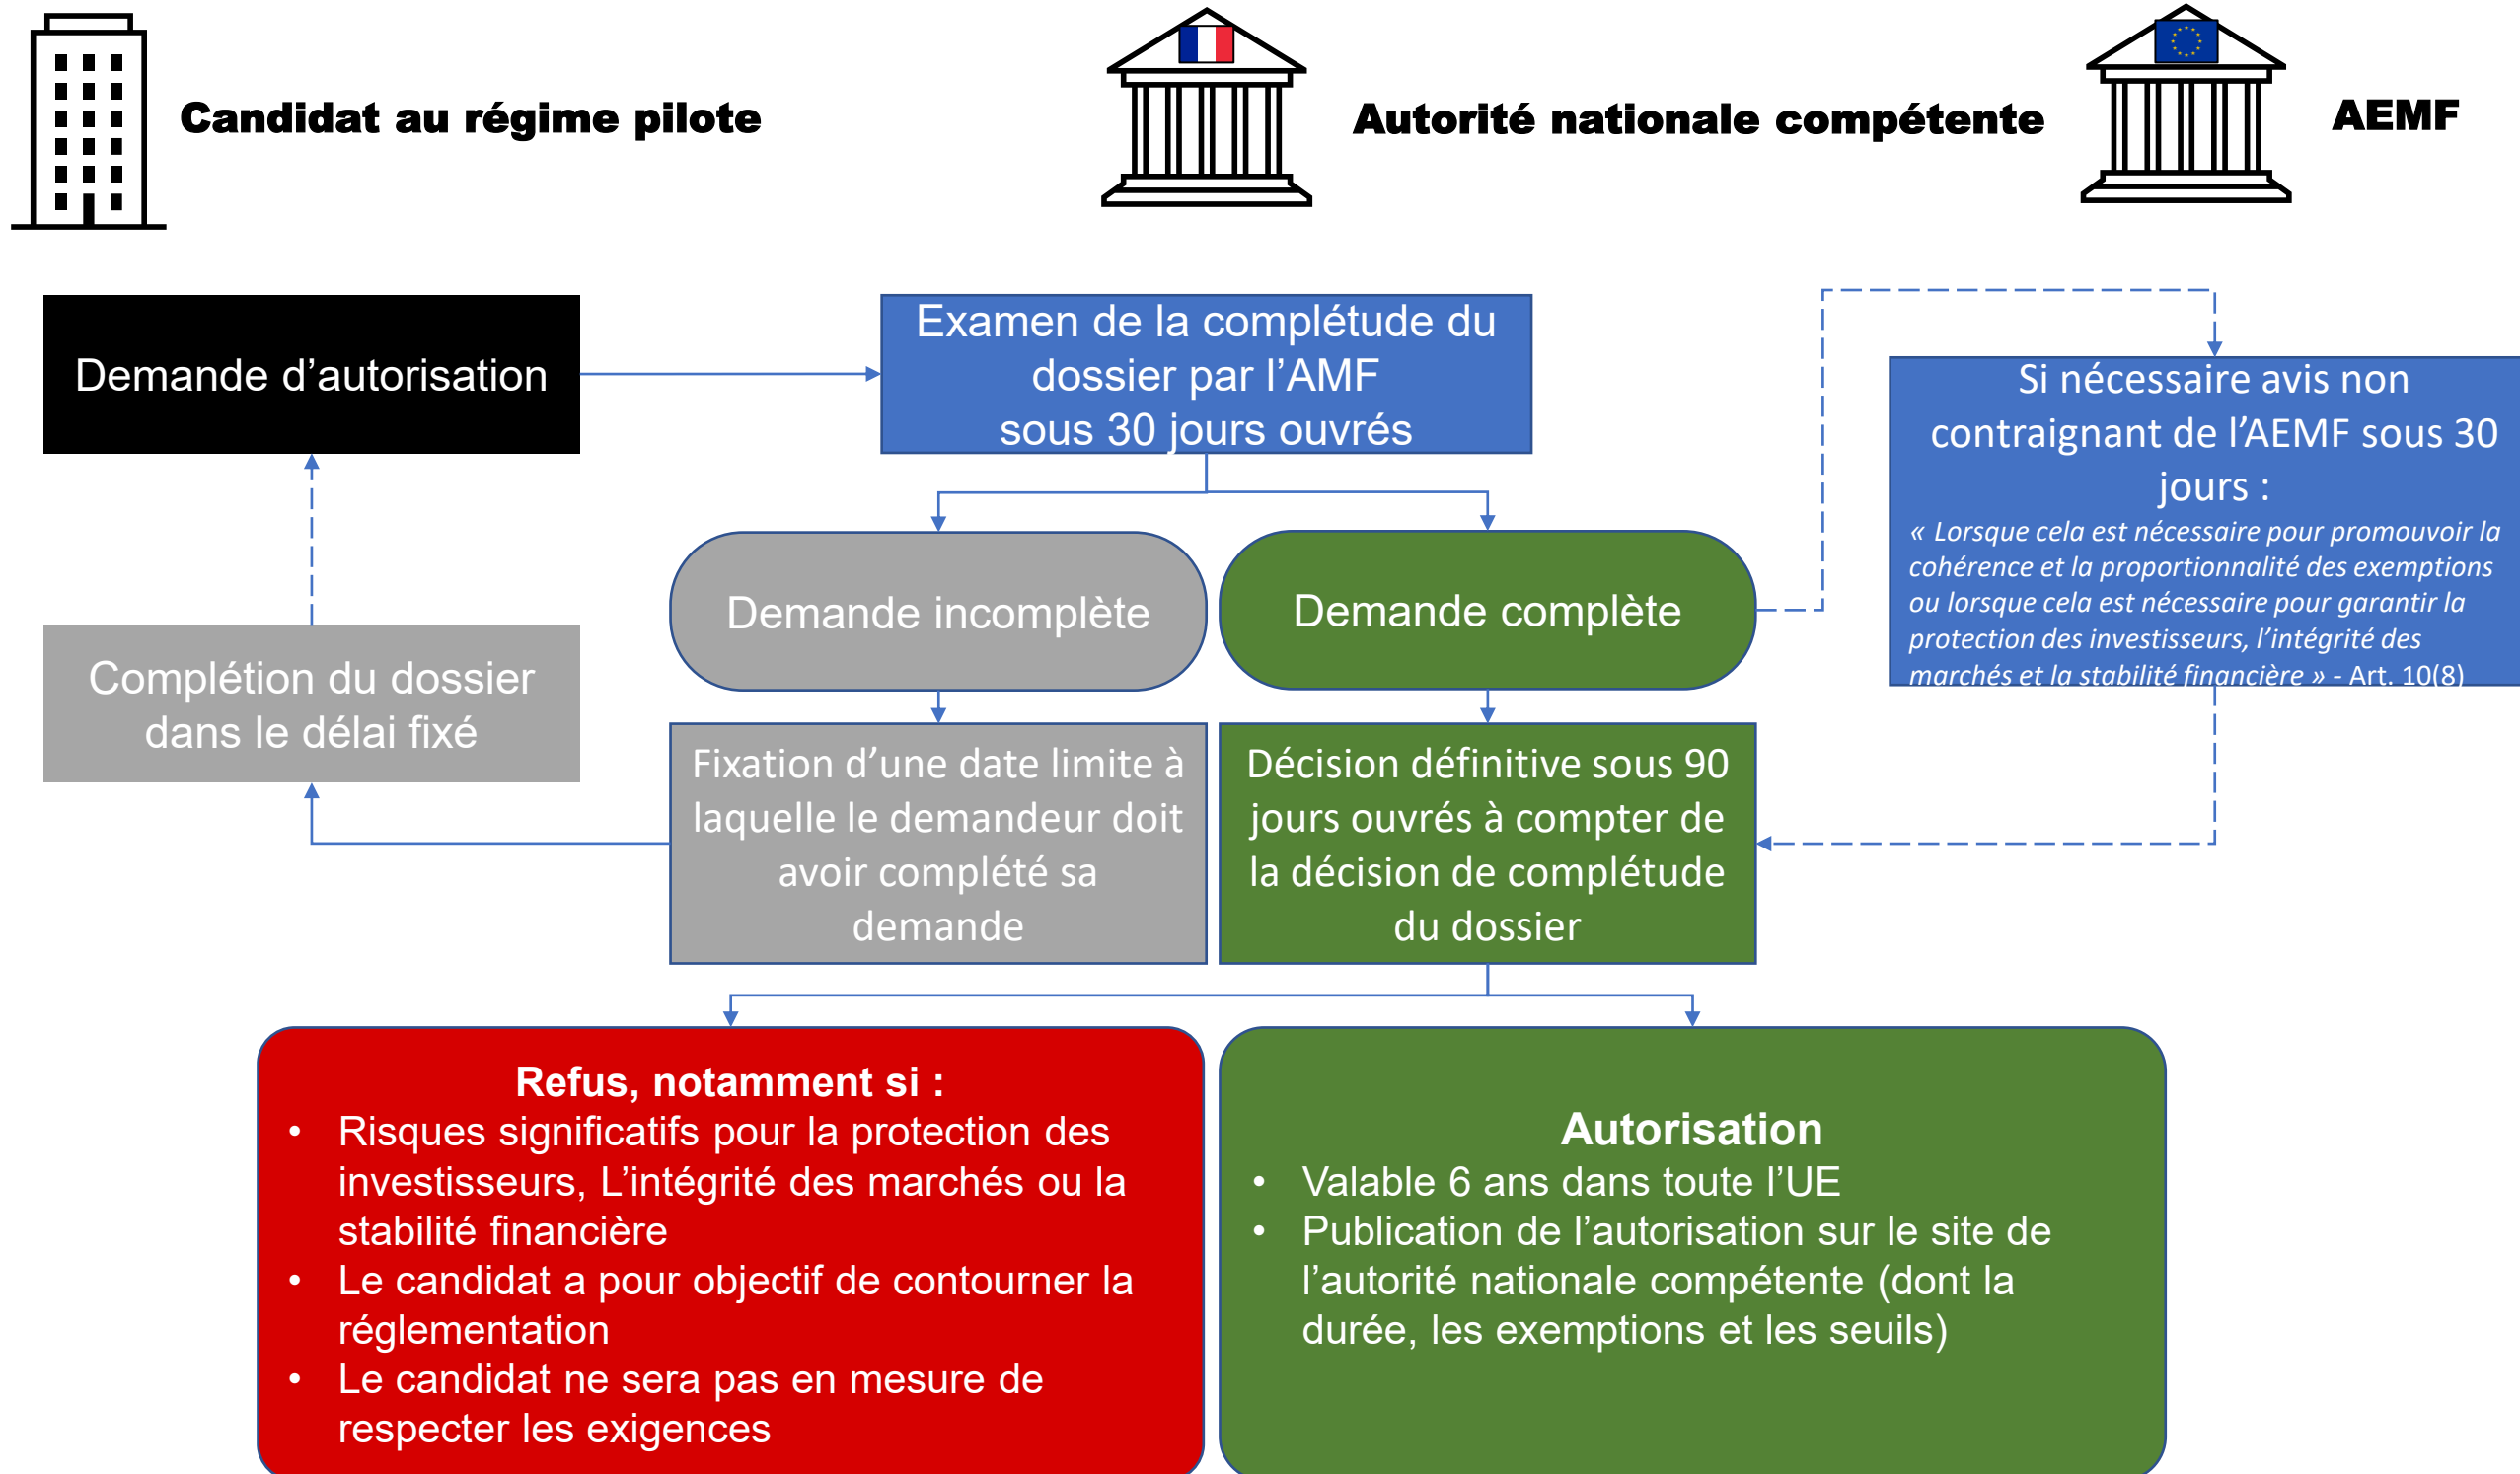 Candidat au régime pilote
Autorité nationale compétente
AEMF
Demande d’autorisation
Examen de la complétude du
dossier par l’AMF
sous 30 jours ouvrés
Si nécessaire avis non
contraignant de l’AEMF sous 30
jours :
« Lorsque cela est nécessaire pour promouvoir la
cohérence et la proportionnalité des exemptions
ou lorsque cela est nécessaire pour garantir la
protection des investisseurs, l’intégrité des
marchés et la stabilité financière » - Art. 10(8)
Demande incomplète
Demande complète
Complétion du dossier
dans le délai fixé
Fixation d’une date limite à
laquelle le demandeur doit
avoir complété sa
demande
Décision définitive sous 90
jours ouvrés à compter de
la décision de complétude
du dossier
Refus, notamment si :
• Risques significatifs pour la protection des
investisseurs, L’intégrité des marchés ou la
stabilité financière
• Le candidat a pour objectif de contourner la
réglementation
• Le candidat ne sera pas en mesure de
respecter les exigences
Autorisation
• Valable 6 ans dans toute l’UE
• Publication de l’autorisation sur le site de
l’autorité nationale compétente (dont la
durée, les exemptions et les seuils)